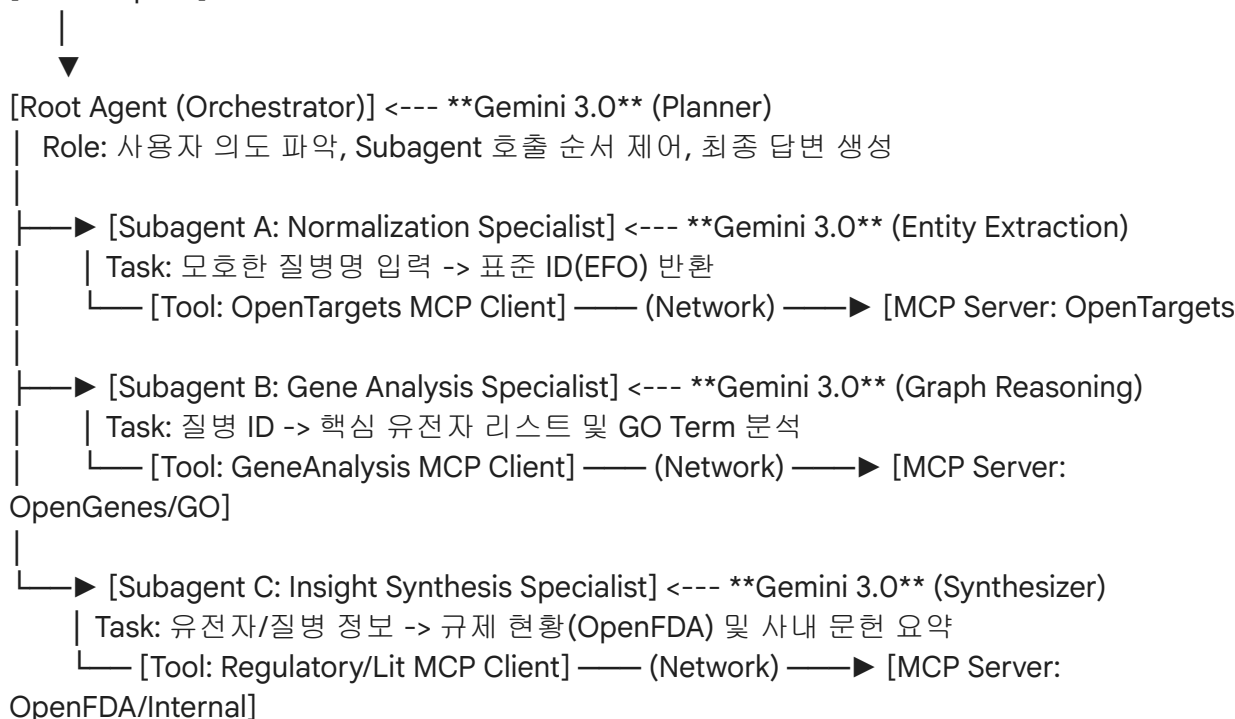 │
▼
[Root Agent (Orchestrator)] <--- **Gemini 3.0** (Planner)
│ Role: 사용자 의도 파악, Subagent 호출 순서 제어, 최종 답변 생성
│
├──► [Subagent A: Normalization Specialist] <--- **Gemini 3.0** (Entity Extraction)
│ │ Task: 모호한 질병명 입력 -> 표준 ID(EFO) 반환
│ └── [Tool: OpenTargets MCP Client] ─── (Network) ───► [MCP Server: OpenTargets
│
├──► [Subagent B: Gene Analysis Specialist] <--- **Gemini 3.0** (Graph Reasoning)
│ │ Task: 질병 ID -> 핵심 유전자 리스트 및 GO Term 분석
│ └── [Tool: GeneAnalysis MCP Client] ─── (Network) ───► [MCP Server:
OpenGenes/GO]
│
└──► [Subagent C: Insight Synthesis Specialist] <--- **Gemini 3.0** (Synthesizer)
│ Task: 유전자/질병 정보 -> 규제 현황(OpenFDA) 및 사내 문헌 요약
└── [Tool: Regulatory/Lit MCP Client] ─── (Network) ───► [MCP Server:
OpenFDA/Internal]